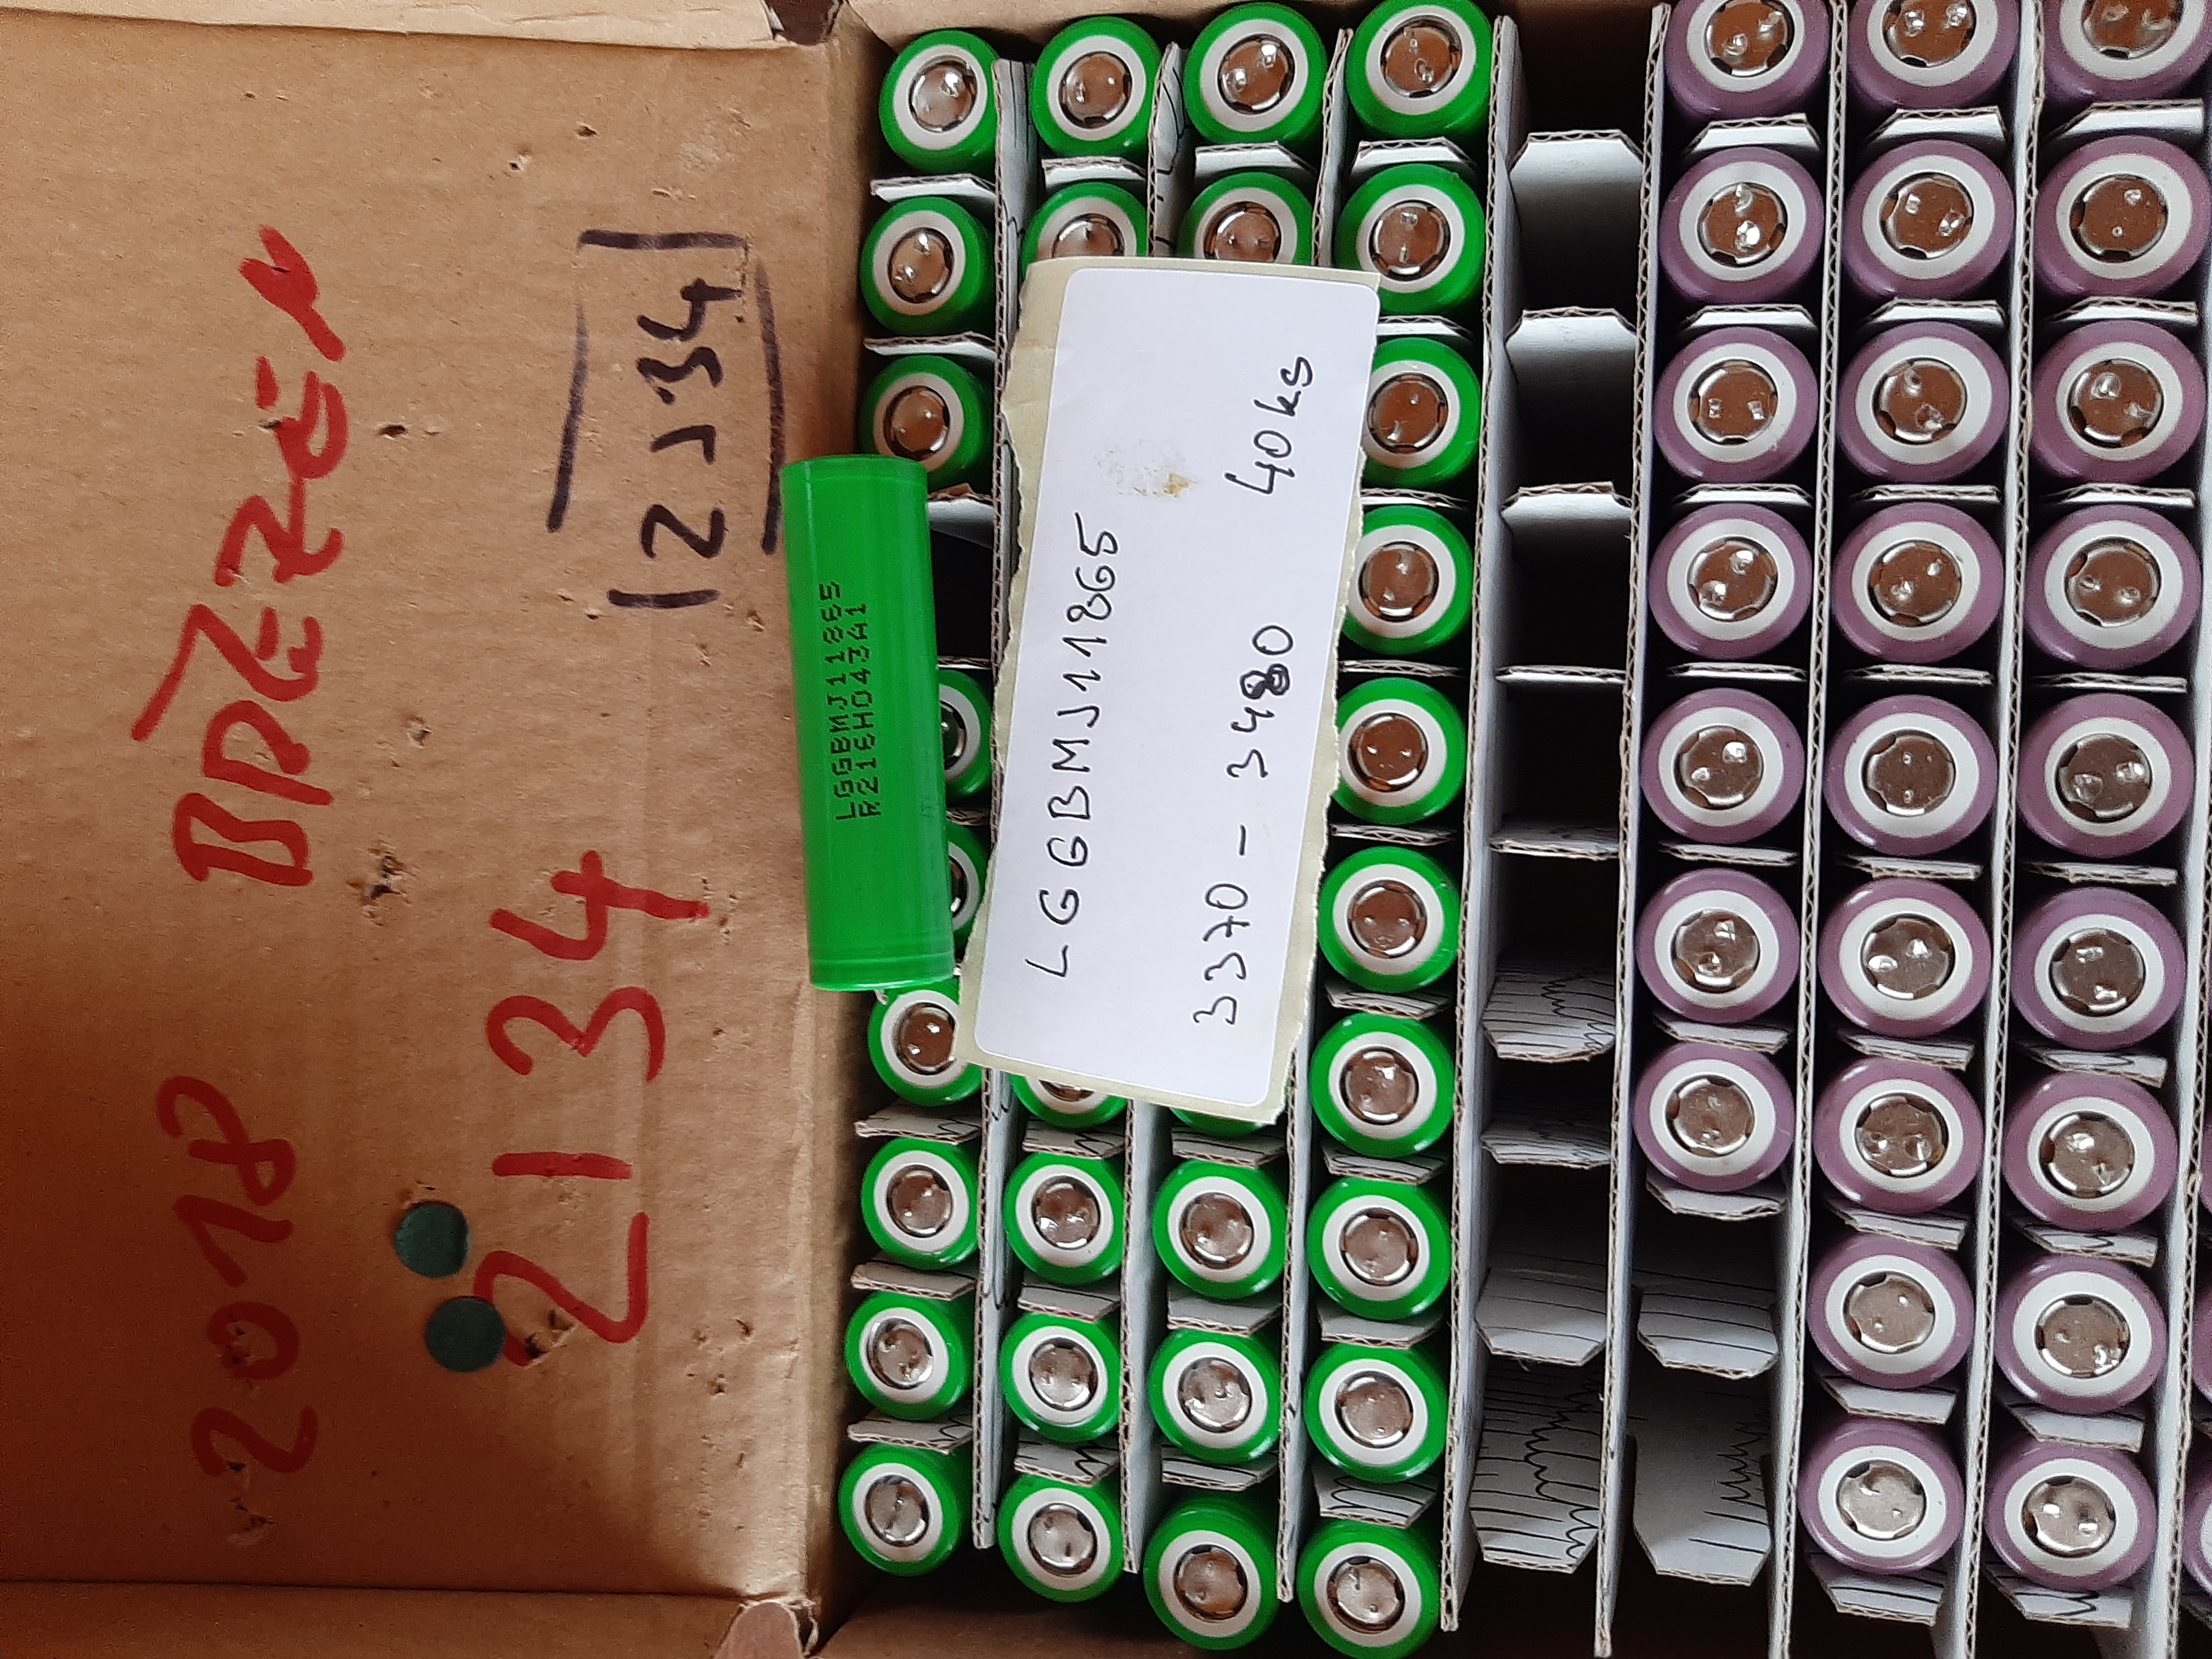 2018 BŘEZEN
2134
2134
LGGBMJ11865
R216H043A1
LGGBMJ11865
3370 - 3480 40ks